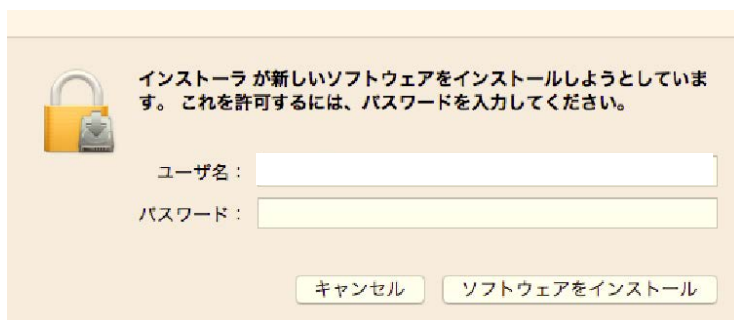 インストーラ が新しいソフトウェアをインストールしようとしていま
す。 これを許可するには、パスワードを入力してください。
ユーザ名：
パスワード：
キャンセル
ソフトウェアをインストール